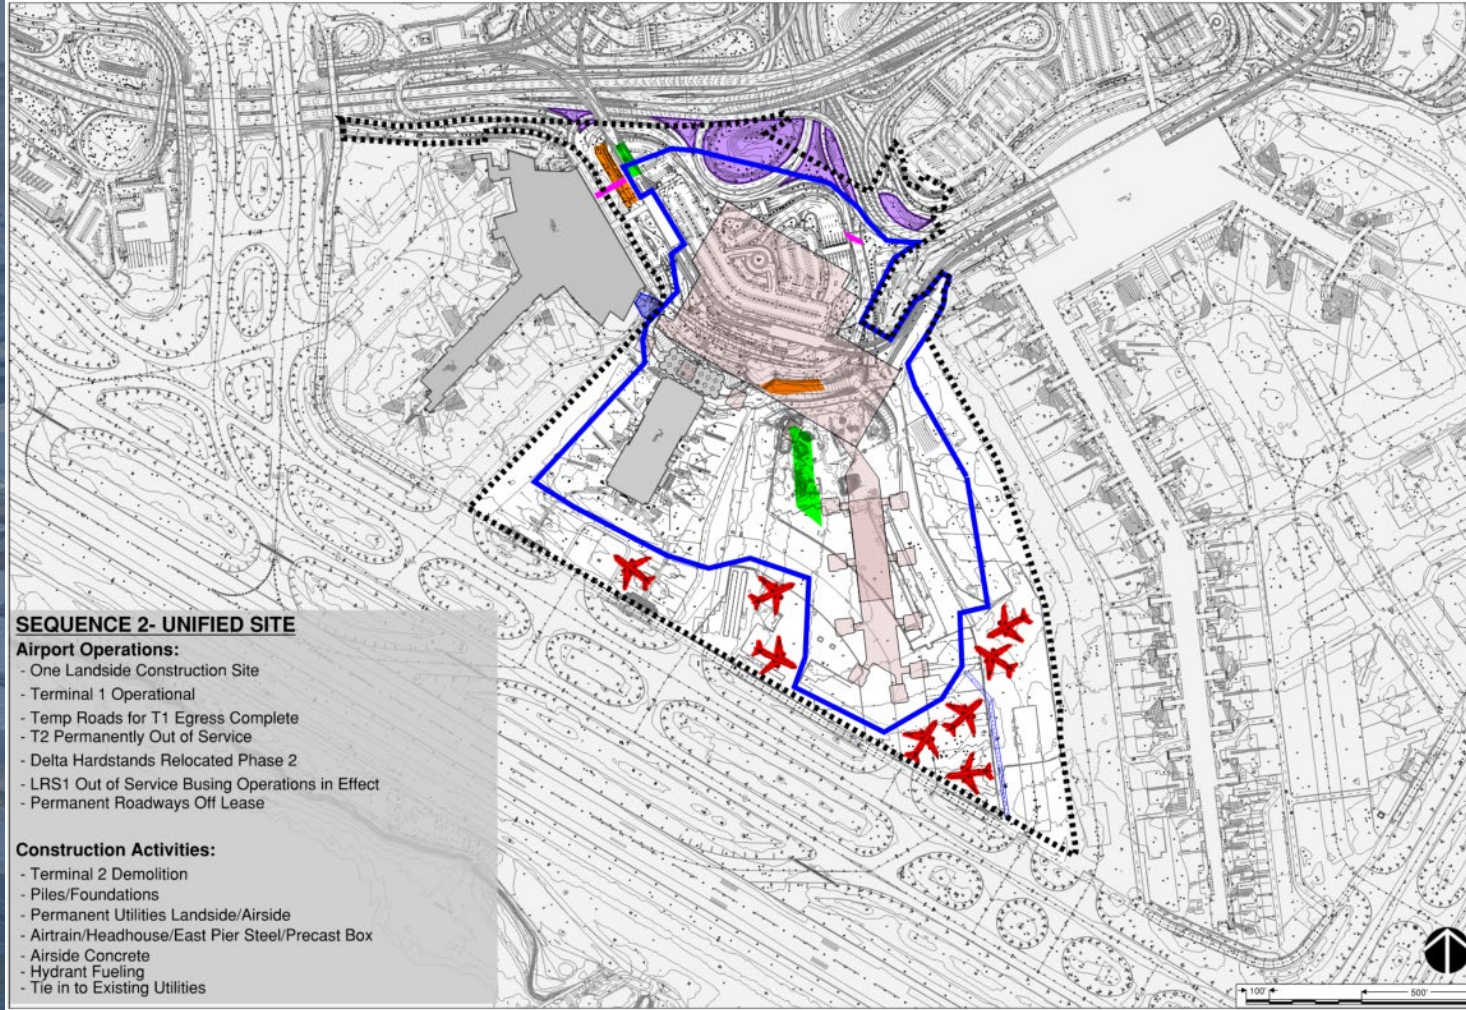 SEQUENCE 2- UNIFIED SITE
Airport Operations:
- One Landside Construction Site
- Terminal 1 Operational
- Temp Roads for T1 Egress Complete
- T2 Permanently Out of Service
- Delta Hardstands Relocated Phase 2
- LRS1 Out of Service Busing Operations in Effect
- Permanent Roadways Off Lease
Construction Activities:
- Terminal 2 Demolition
- Piles/Foundations
- Permanent Utilities Landside/Airside
- Airtrain/Headhouse/East Pier Steel/Precast Box
- Airside Concrete
- Hydrant Fueling
- Tie in to Existing Utilities
100' 500'